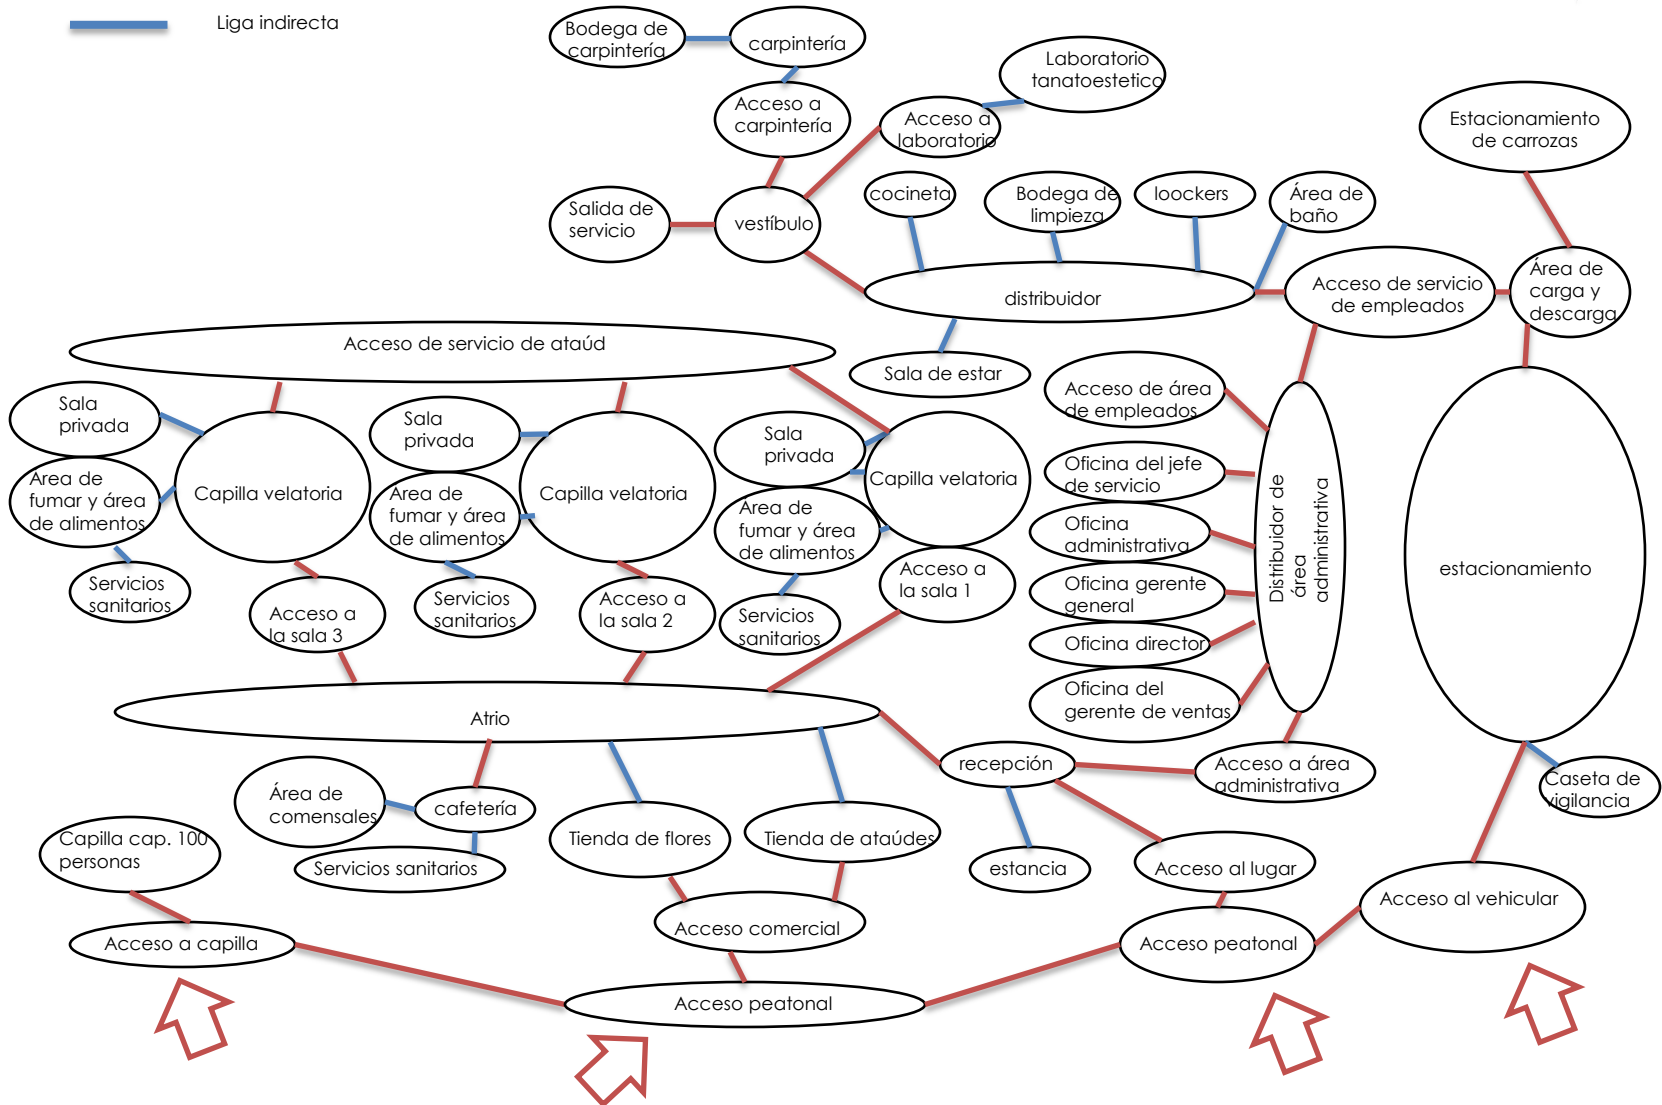 Liga indirecta
Bodega de
carpintería
carpintería
Laboratorio
tanatoestetico
Acceso a
carpintería
Acceso a
laboratorio
Estacionamiento
de carrozas
Salida de
servicio
vestíbulo
cocineta
Bodega de
limpieza
loockers
Área de
baño
distribuidor
Acceso de servicio
de empleados
Área de
carga y
descarga
Acceso de servicio de ataúd
Sala de estar
Acceso de área
de empleados
Sala
privada
Sala
privada
Sala
privada
Capilla velatoria
Capilla velatoria
Capilla velatoria
Area de
fumar y área
de alimentos
Area de
fumar y área
de alimentos
Area de
fumar y área
de alimentos
Oficina del jefe
de servicio
Oficina
administrativa
Oficina gerente
general
Oficina director
Oficina del
gerente de ventas
Distribuidor de
área
administrativa
estacionamiento
Servicios
sanitarios
Servicios
sanitarios
Servicios
sanitarios
Acceso a
la sala 3
Acceso a
la sala 2
Acceso a
la sala 1
Atrio
recepción
Acceso a área
administrativa
Caseta de
vigilancia
Área de
comensales
cafetería
Tienda de flores
Tienda de ataúdes
Capilla cap. 100
personas
Servicios sanitarios
estancia
Acceso al lugar
Acceso al vehicular
Acceso a capilla
Acceso comercial
Acceso peatonal
Acceso peatonal